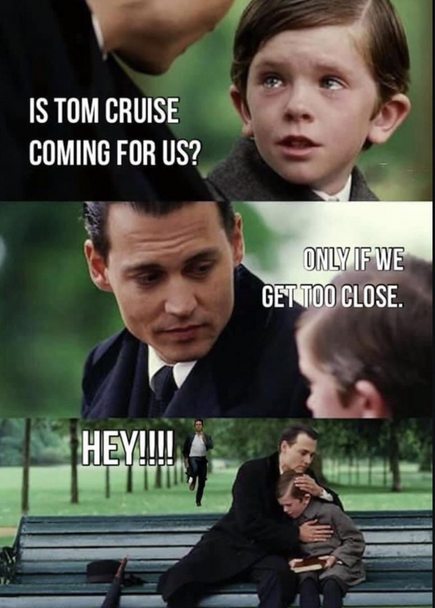 IS TOM CRUISE
COMING FOR US?
ONLY IF WE
GET TOO CLOSE.
HEY!!!!